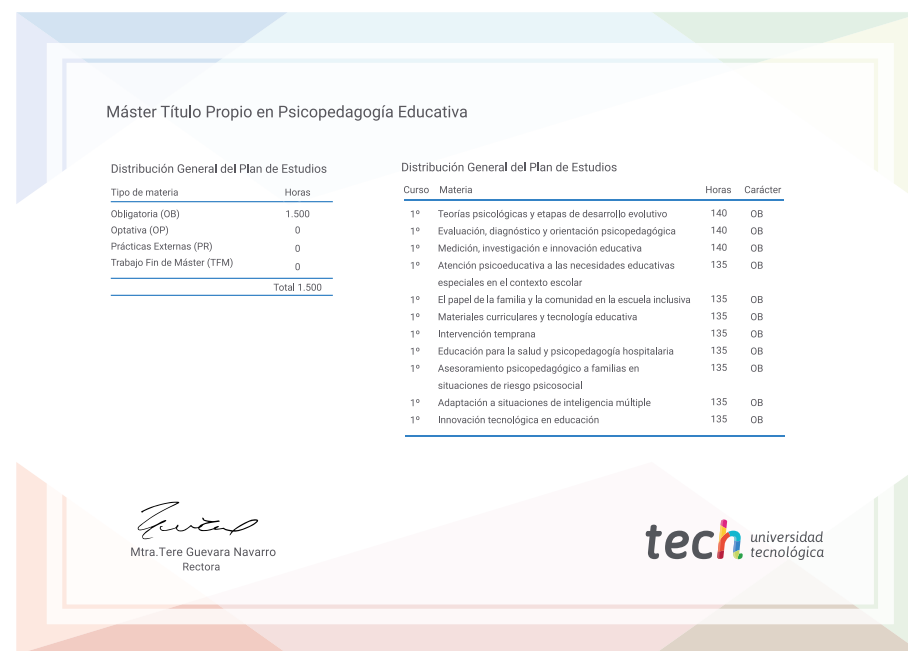 Máster Título Propio en Psicopedagogía Educativa
Distribución General del Plan de Estudios
Tipo de materia Horas
Obligatoria (OB) 1.500
Optativa (OP) 0
Prácticas Externas (PR) 0
Trabajo Fin de Máster (TFM) 0
Total 1.500
Distribución General del Plan de Estudios
Curso Materia Horas Carácter
1º Teorías psicológicas y etapas de desarrollo evolutivo 140 OB
1º Evaluación, diagnóstico y orientación psicopedagógica 140 OB
1º Medición, investigación e innovación educativa 140 OB
1º Atención psicoeducativa a las necesidades educativas 135 OB
especiales en el contexto escolar
1º El papel de la familia y la comunidad en la escuela inclusiva 135 OB
1º Materiales curriculares y tecnología educativa 135 OB
1º Intervención temprana 135 OB
1º Educación para la salud y psicopedagogía hospitalaria 135 OB
1º Asesoramiento psicopedagógico a familias en 135 OB
situaciones de riesgo psicosocial
1º Adaptación a situaciones de inteligencia múltiple 135 OB
1º Innovación tecnológica en educación 135 OB
Mtra.Tere Guevara Navarro
Rectora
tech universidad
tecnológica